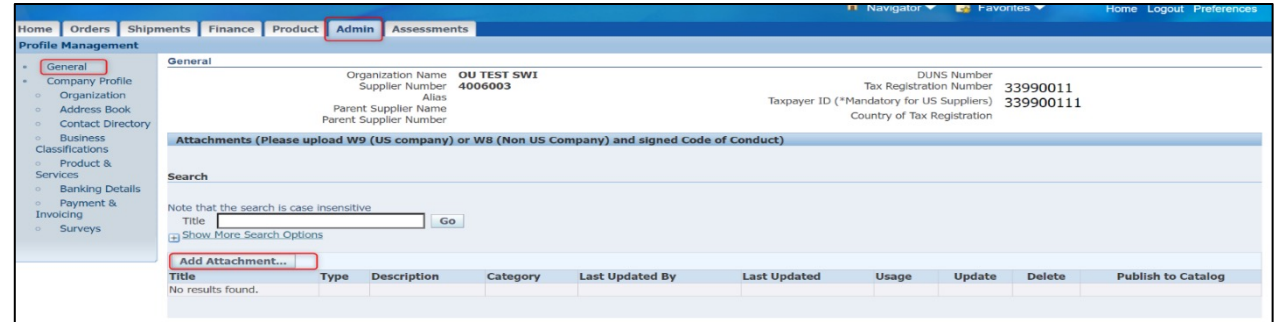 Navigator Favorites Home Logout Preferences
Home Orders Shipments Finance Product Admin Assessments
Profile Management
General
Company Profile
Organization
Address Book
Contact Directory
Business
Classifications
Product &
Services
Banking Details
Payment &
Invoicing
Surveys
General
Organization Name OU TEST SWI
Supplier Number 4006003
Alias
Parent Supplier Name
Parent Supplier Number
DUNS Number
Tax Registration Number 33990011
Taxpayer ID (*Mandatory for US Suppliers) 339900111
Country of Tax Registration
Attachments (Please upload W9 (US company) or W8 (Non US Company) and signed Code of Conduct)
Search
Note that the search is case insensitive
Title Go
Show More Search Options
Add Attachment...
Title Type Description Category Last Updated By Last Updated Usage Update Delete Publish to Catalog
No results found.